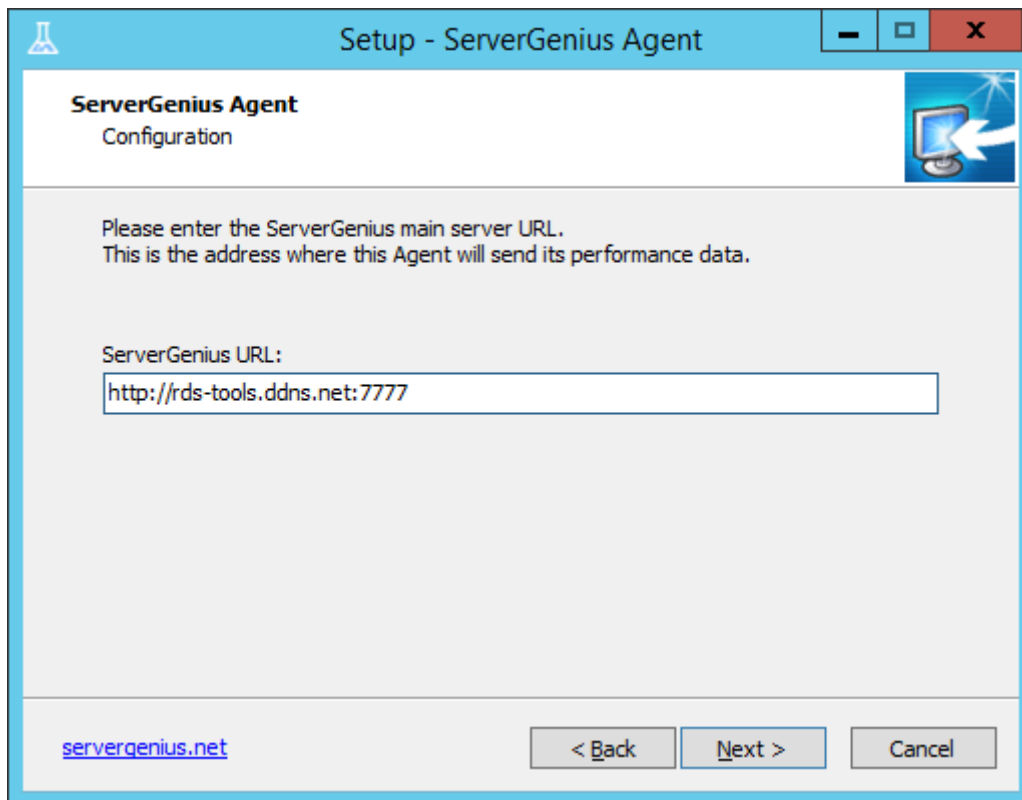 Setup - ServerGenius Agent
ServerGenius Agent
Configuration
Please enter the ServerGenius main server URL.
This is the address where this Agent will send its performance data.
ServerGenius URL:
http://rds-tools.ddns.net:7777
servergenius.net
< Back
Next >
Cancel